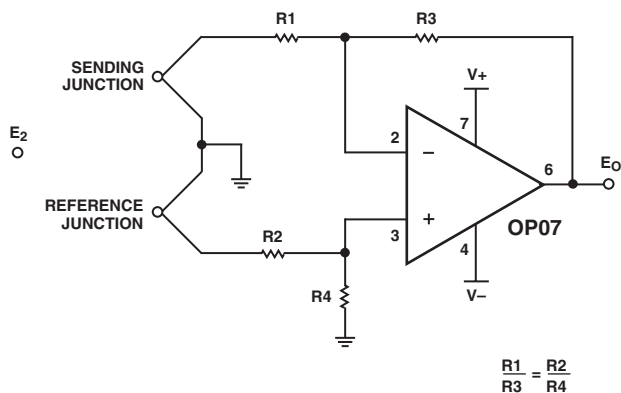 R1
R3
SENDING
JUNCTION
V+
E2
7
2
−
6
EO
REFERENCE
JUNCTION
+
3
OP07
R2
4
R4
V−
R1
R3
=
R2
R4